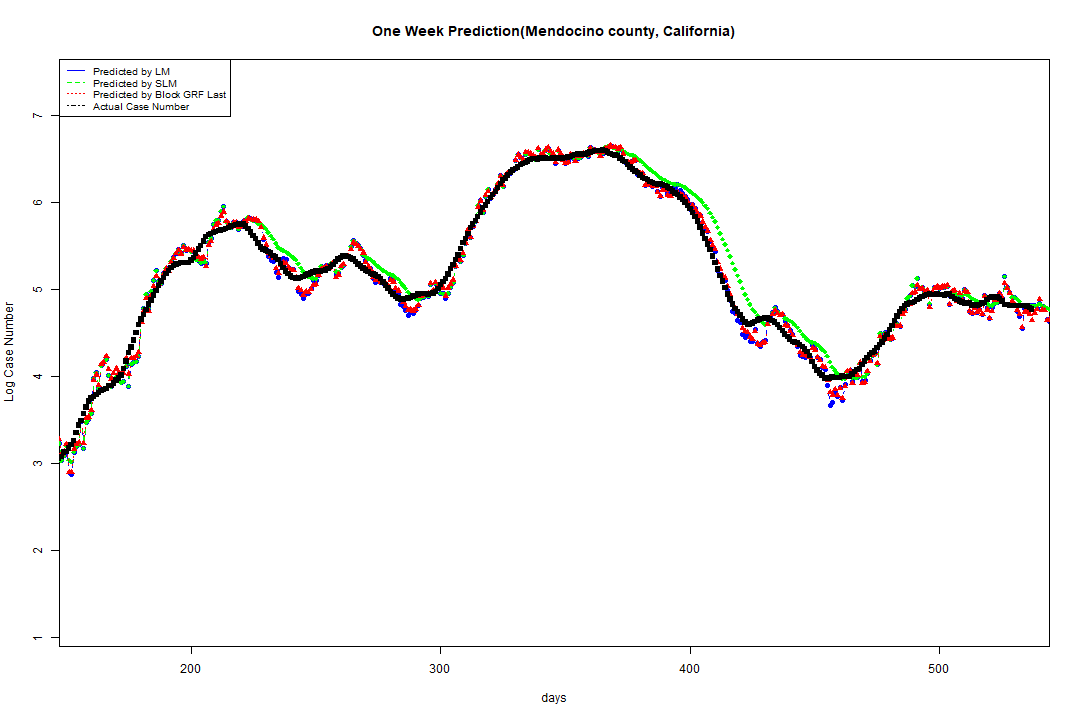 One Week Prediction(Mendocino county, California)
Predicted by LM
Predicted by SLM
Predicted by Block GRF Last
Actual Case Number
7
6
5
4
3
2
1
Log Case Number
200 300 400 500
days